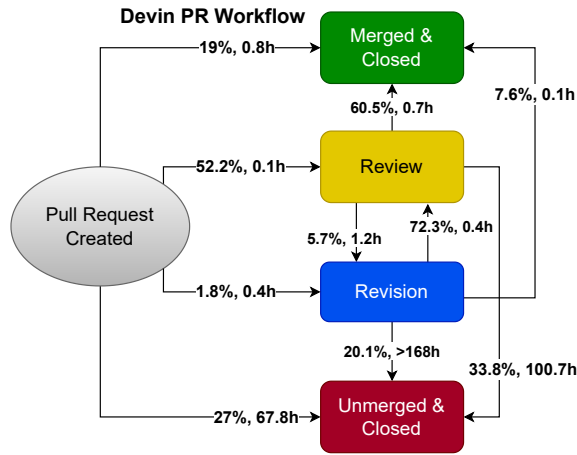 Devin PR Workflow
Merged &
Closed
19%, 0.8h
7.6%, 0.1h
60.5%, 0.7h
52.2%, 0.1h
Review
Pull Request
Created
5.7%, 1.2h
72.3%, 0.4h
1.8%, 0.4h
Revision
20.1%, >168h
33.8%, 100.7h
27%, 67.8h
Unmerged &
Closed